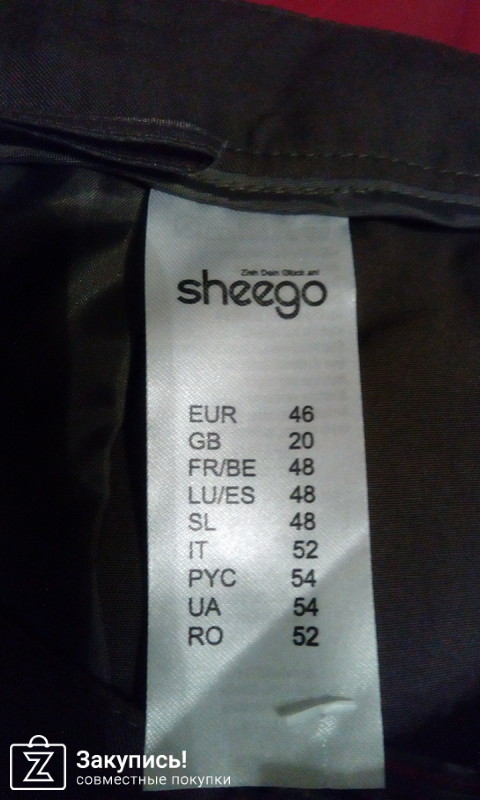 Zieh Dein Glück an!
sheego
EUR 46
GB 20
FR/BE 48
LU/ES 48
SL 48
IT 52
РУС 54
UA 54
RO 52
Закупись!
совместные покупки